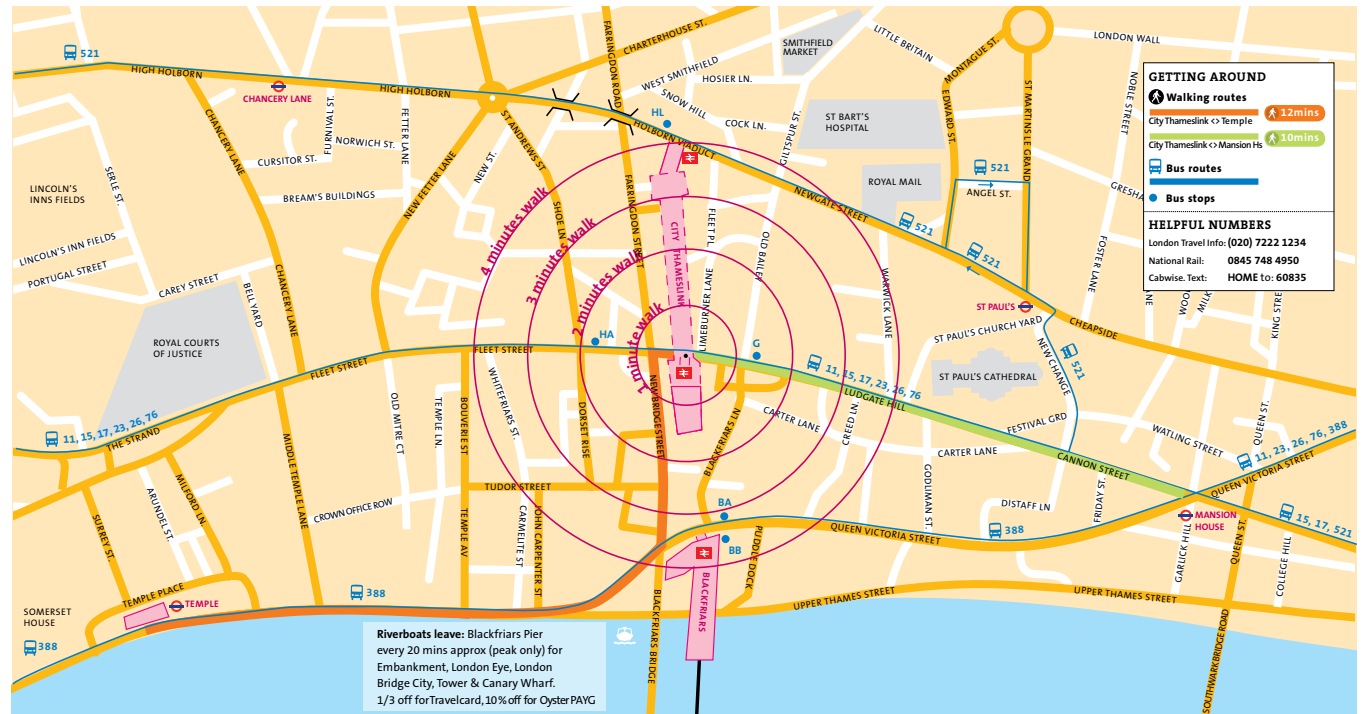 521
HIGH HOLBORN
CHANCERY LANE
HIGH HOLBORN
FARRINGDON ROAD
CHARTERHOUSE ST.
WEST SMITHFIELD
SMITHFIELD
MARKET
LITTLE BRITAIN
MONTAGUE ST.
LONDON WALL
HOSIER LN.
SNOW HILL
COCK LN.
HL
HOLBORN VIADUCT
GILTSPUR ST.
ST BART'S
HOSPITAL
EDWARD ST.
ST MARTINS LE GRAND
NOBLE STREET
GETTING AROUND
Walking routes
City Thameslink <> Temple
12mins
City Thameslink <> Mansion Hs
10mins
Bus routes
Bus stops
HELPFUL NUMBERS
London Travel Info: (020) 7222 1234
National Rail: 0845 748 4950
Cabwise. Text: HOME to: 60835
CHANCERY LANE
FURNIVAL ST.
NORWICH ST.
FETTER LANE
CURSITOR ST.
BREAM'S BUILDINGS
NEW FETTER LANE
NEW ST.
ST ANDREWS ST
SHOE LN
FARRINGDON STREET
ROYAL MAIL
521
ANGEL ST.
GRESHA
NEWGATE STREET
521
521
LINCOLN'S
INNS FIELDS
SERLE ST.
LINCOLN'S INN FIELDS
PORTUGAL STREET
CAREY STREET
BELL YARD
CHANCERY LANE
ROYAL COURTS
OF JUSTICE
4 minutes walk
3 minutes walk
2 minutes walk
1 minute walk
CITY THAMESLINK
FLEET PL.
LIMEBURNER LANE
OLD BAILEY
WARWICK LANE
FOSTER LANE
LANE
WOO
MILK
KING STRE
ST PAUL'S
ST PAUL'S CHURCH YARD
CHEAPSIDE
NEW CHANGE
521
ST PAUL'S CATHEDRAL
HA
G
FLEET STREET
FLEET STREET
11, 15, 17, 23, 26, 76
LUDGATE HILL
11, 15, 17, 23, 26, 76
THE STRAND
OLD MITRE CT
TEMPLE LN.
BOUVERIE ST
WHITEFRIARS ST.
DORSET RISE
NEW BRIDGE STREET
BLACKFRIARS LN
CARTER LANE
CREED LN.
CARTER LANE
FESTIVAL GRD
WATLING STREET
QUEEN ST.
CANNON STREET
11, 23, 26, 76, 388
QUEEN VICTORIA STREET
MIDDLE TEMPLE LANE
MILFORD LN.
ARUNDEL ST.
SURREY ST.
CROWN OFFICE ROW
TUDOR STREET
TEMPLE AV
CARMELITE ST
JOHN CARPENTER ST
BA
BB
PUDDLE DOCK
QUEEN VICTORIA STREET
GODLIMAN ST.
388
DISTAFF LN
FRIDAY ST.
MANSION
HOUSE
15, 17, 521
GARLICK HILL
QUEEN ST.
COLLEGE HILL
TEMPLE PLACE
TEMPLE
388
SOMERSET
HOUSE
388
BLACKFRIARS
BLACKFRIARS BRIDGE
UPPER THAMES STREET
UPPER THAMES STREET
SOUTHWARK BRIDGE ROAD
Riverboats leave: Blackfriars Pier
every 20 mins approx (peak only) for
Embankment, London Eye, London
Bridge City, Tower & Canary Wharf.
1/3 off for Travelcard, 10% off for Oyster PAYG